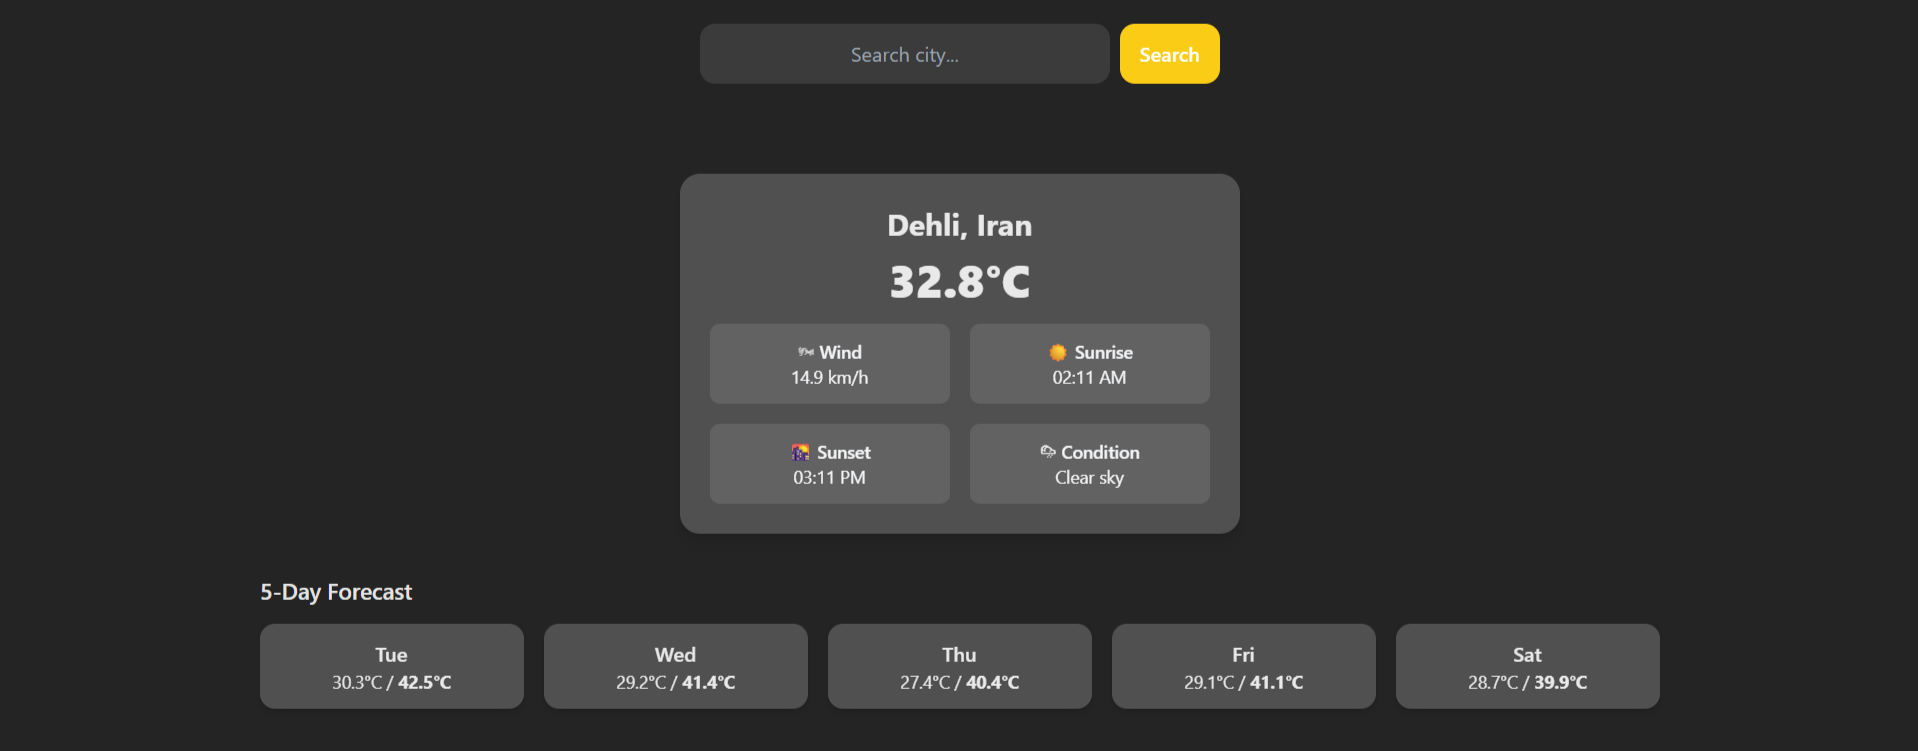 Search city...
Search
Dehli, Iran
32.8°C
Wind
14.9 km/h
Sunrise
02:11 AM
Sunset
03:11 PM
Condition
Clear sky
5-Day Forecast
Tue
30.3°C / 42.5°C
Wed
29.2°C / 41.4°C
Thu
27.4°C / 40.4°C
Fri
29.1°C / 41.1°C
Sat
28.7°C / 39.9°C